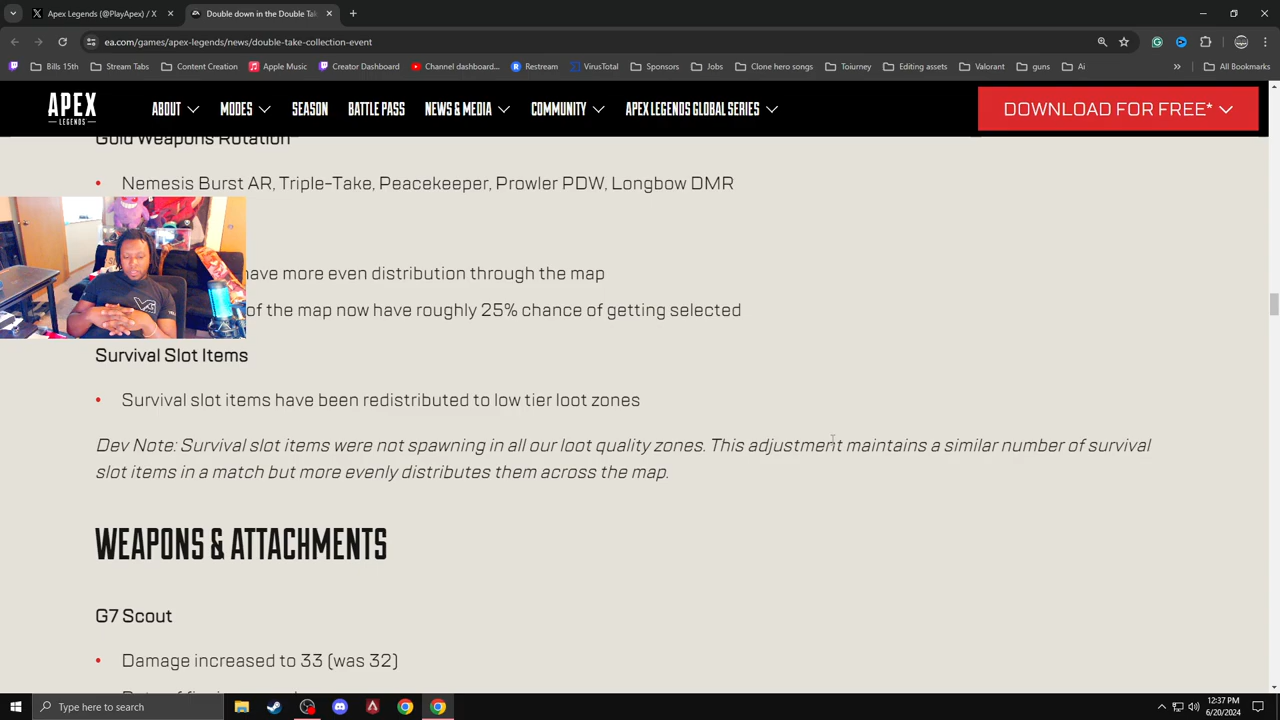 Apex Legends (@PlayApex) / X
Double down in the Double Ta
ea.com/games/apex-legends/news/double-take-collection-event
Bills 15th
Stream Tabs
Content Creation
Apple Music
Creator Dashboard
Channel dashboard...
Restream
VirusTotal
Sponsors
Jobs
Clone hero songs
Toiurney
Editing assets
Valorant
guns
Ai
»
All Bookmarks
APEX
LEGENDS
ABOUT
MODES
SEASON
BATTLE PASS
NEWS & MEDIA
COMMUNITY
APEX LEGENDS GLOBAL SERIES
DOWNLOAD FOR FREE*
Gold Weapons Rotation
• Nemesis Burst AR, Triple-Take, Peacekeeper, Prowler PDW, Longbow DMR
have more even distribution through the map
of the map now have roughly 25% chance of getting selected
Survival Slot Items
• Survival slot items have been redistributed to low tier loot zones
Dev Note: Survival slot items were not spawning in all our loot quality zones. This adjustment maintains a similar number of survival
slot items in a match but more evenly distributes them across the map.
WEAPONS & ATTACHMENTS
G7 Scout
• Damage increased to 33 (was 32)
Type here to search
12:37 PM
6/20/2024